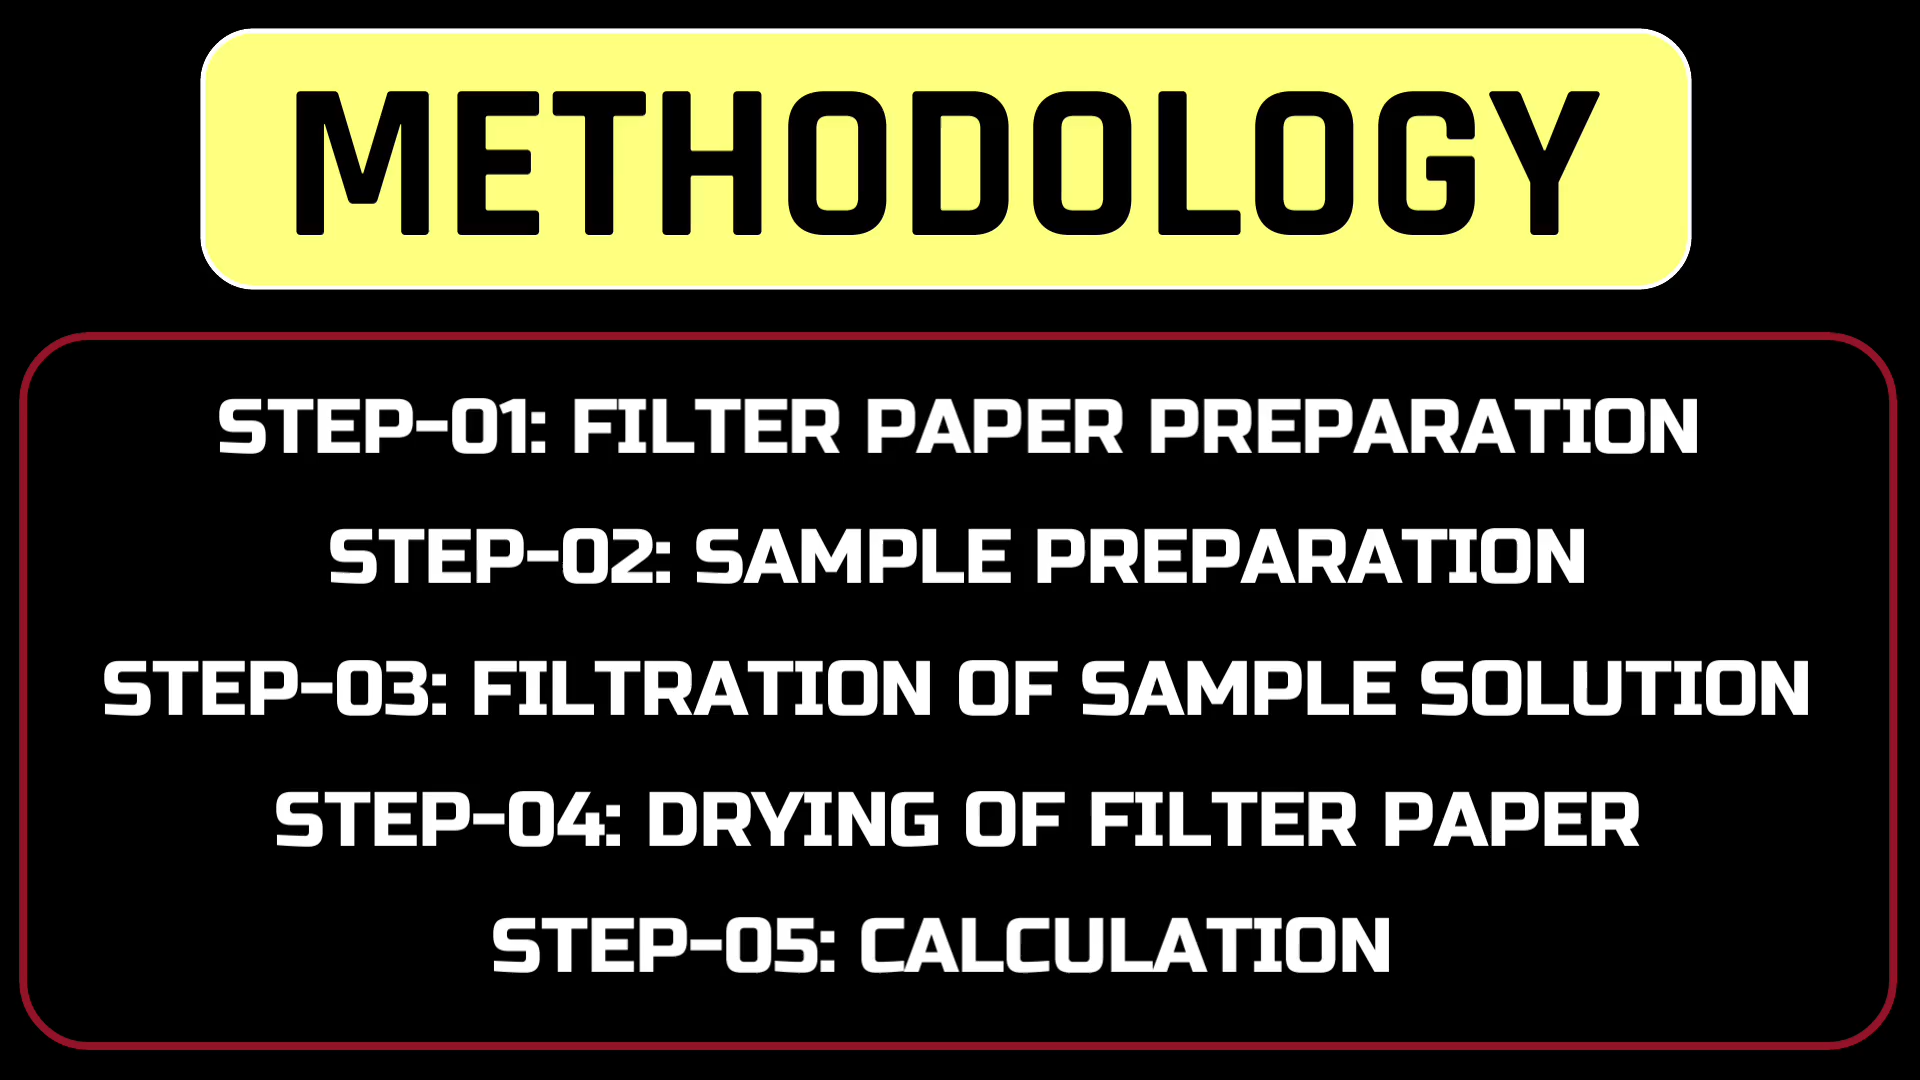 METHODOLOGY
STEP-01: FILTER PAPER PREPARATION
STEP-02: SAMPLE PREPARATION
STEP-03: FILTRATION OF SAMPLE SOLUTION
STEP-04: DRYING OF FILTER PAPER
STEP-05: CALCULATION